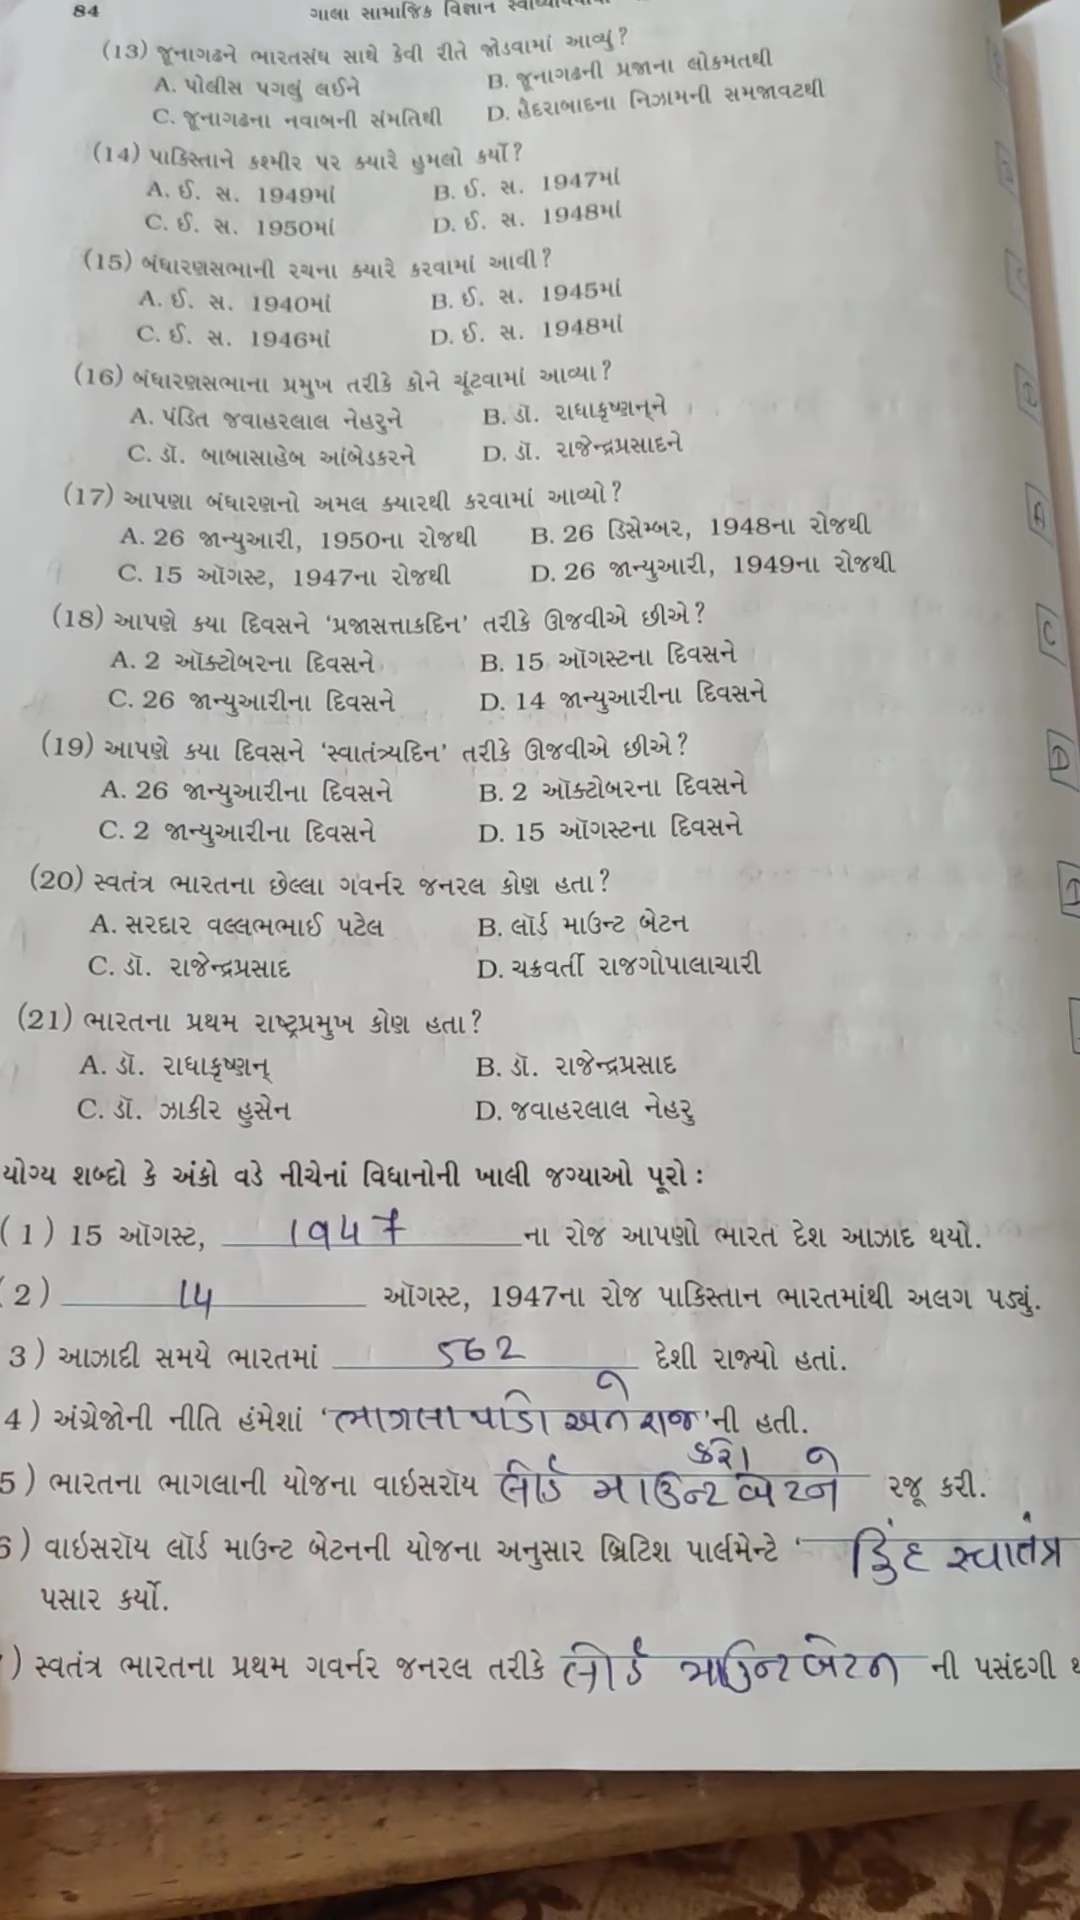 84 ગાલા સામાજિક વિજ્ઞાન
(13) જૂનાગઢને ભારતસંઘ સાથે કેવી રીતે જોડવામાં આવ્યું?
A. પોલીસ પગલું લઈને B. જૂનાગઢની પ્રજાના લોકમતથી
C. જૂનાગઢના નવાબની સંમતિથી D. હૈદરાબાદના નિઝામની સમજાવટથી
(14) પાકિસ્તાને કશ્મીર પર ક્યારે હુમલો કર્યો?
A. ઈ. સ. 1949માં B. ઈ. સ. 1947માં
C. ઈ. સ. 1950માં D. ઈ. સ. 1948માં
(15) બંધારણસભાની રચના ક્યારે કરવામાં આવી?
A. ઈ. સ. 1940માં B. ઈ. સ. 1945માં
C. ઈ. સ. 1946માં D. ઈ. સ. 1948માં
(16) બંધારણસભાના પ્રમુખ તરીકે કોને ચૂંટવામાં આવ્યા?
A. પંડિત જવાહરલાલ નેહરુને B. ડૉ. રાધાકૃષ્ણન્‌ને
C. ડૉ. બાબાસાહેબ આંબેડકરને D. ડૉ. રાજેન્દ્રપ્રસાદને
(17) આપણા બંધારણનો અમલ ક્યારથી કરવામાં આવ્યો?
A. 26 જાન્યુઆરી, 1950ના રોજથી B. 26 ડિસેમ્બર, 1948ના રોજથી
C. 15 ઑગસ્ટ, 1947ના રોજથી D. 26 જાન્યુઆરી, 1949ના રોજથી
(18) આપણે કયા દિવસને ‘પ્રજાસત્તાકદિન’ તરીકે ઊજવીએ છીએ?
A. 2 ઑક્ટોબરના દિવસને B. 15 ઑગસ્ટના દિવસને
C. 26 જાન્યુઆરીના દિવસને D. 14 જાન્યુઆરીના દિવસને
(19) આપણે કયા દિવસને ‘સ્વાતંત્ર્યદિન’ તરીકે ઊજવીએ છીએ?
A. 26 જાન્યુઆરીના દિવસને B. 2 ઑક્ટોબરના દિવસને
C. 2 જાન્યુઆરીના દિવસને D. 15 ઑગસ્ટના દિવસને
(20) સ્વતંત્ર ભારતના છેલ્લા ગવર્નર જનરલ કોણ હતા?
A. સરદાર વલ્લભભાઈ પટેલ B. લૉર્ડ માઉન્ટ બેટન
C. ડૉ. રાજેન્દ્રપ્રસાદ D. ચક્રવર્તી રાજગોપાલાચારી
(21) ભારતના પ્રથમ રાષ્ટ્રપ્રમુખ કોણ હતા?
A. ડૉ. રાધાકૃષ્ણન્ B. ડૉ. રાજેન્દ્રપ્રસાદ
C. ડૉ. ઝાકીર હુસેન D. જવાહરલાલ નેહરુ
યોગ્ય શબ્દો કે અંકો વડે નીચેનાં વિધાનોની ખાલી જગ્યાઓ પૂરો :
(1) 15 ઑગસ્ટ, 1947 ના રોજ આપણો ભારત દેશ આઝાદ થયો.
2) 14 ઑગસ્ટ, 1947ના રોજ પાકિસ્તાન ભારતમાંથી અલગ પડ્યું.
3) આઝાદી સમયે ભારતમાં 562 દેશી રાજ્યો હતાં.
4) અંગ્રેજોની નીતિ હંમેશાં ‘ભાગલા પાડો અને રાજ કરો’ની હતી.
5) ભારતના ભાગલાની યોજના વાઇસરૉય લૉર્ડ માઉન્ટ બેટને રજૂ કરી.
6) વાઇસરૉય લૉર્ડ માઉન્ટ બેટનની યોજના અનુસાર બ્રિટિશ પાર્લમેન્ટે ‘હિંદ સ્વાતંત્ર
પસાર કર્યો.
) સ્વતંત્ર ભારતના પ્રથમ ગવર્નર જનરલ તરીકે લૉર્ડ માઉન્ટ બેટન ની પસંદગી